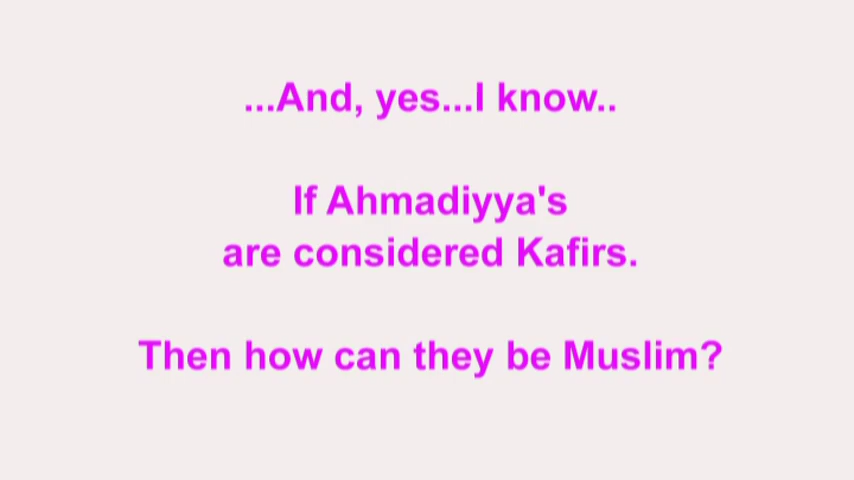 ...And, yes...I know..
If Ahmadiyya's
are considered Kafirs.
Then how can they be Muslim?